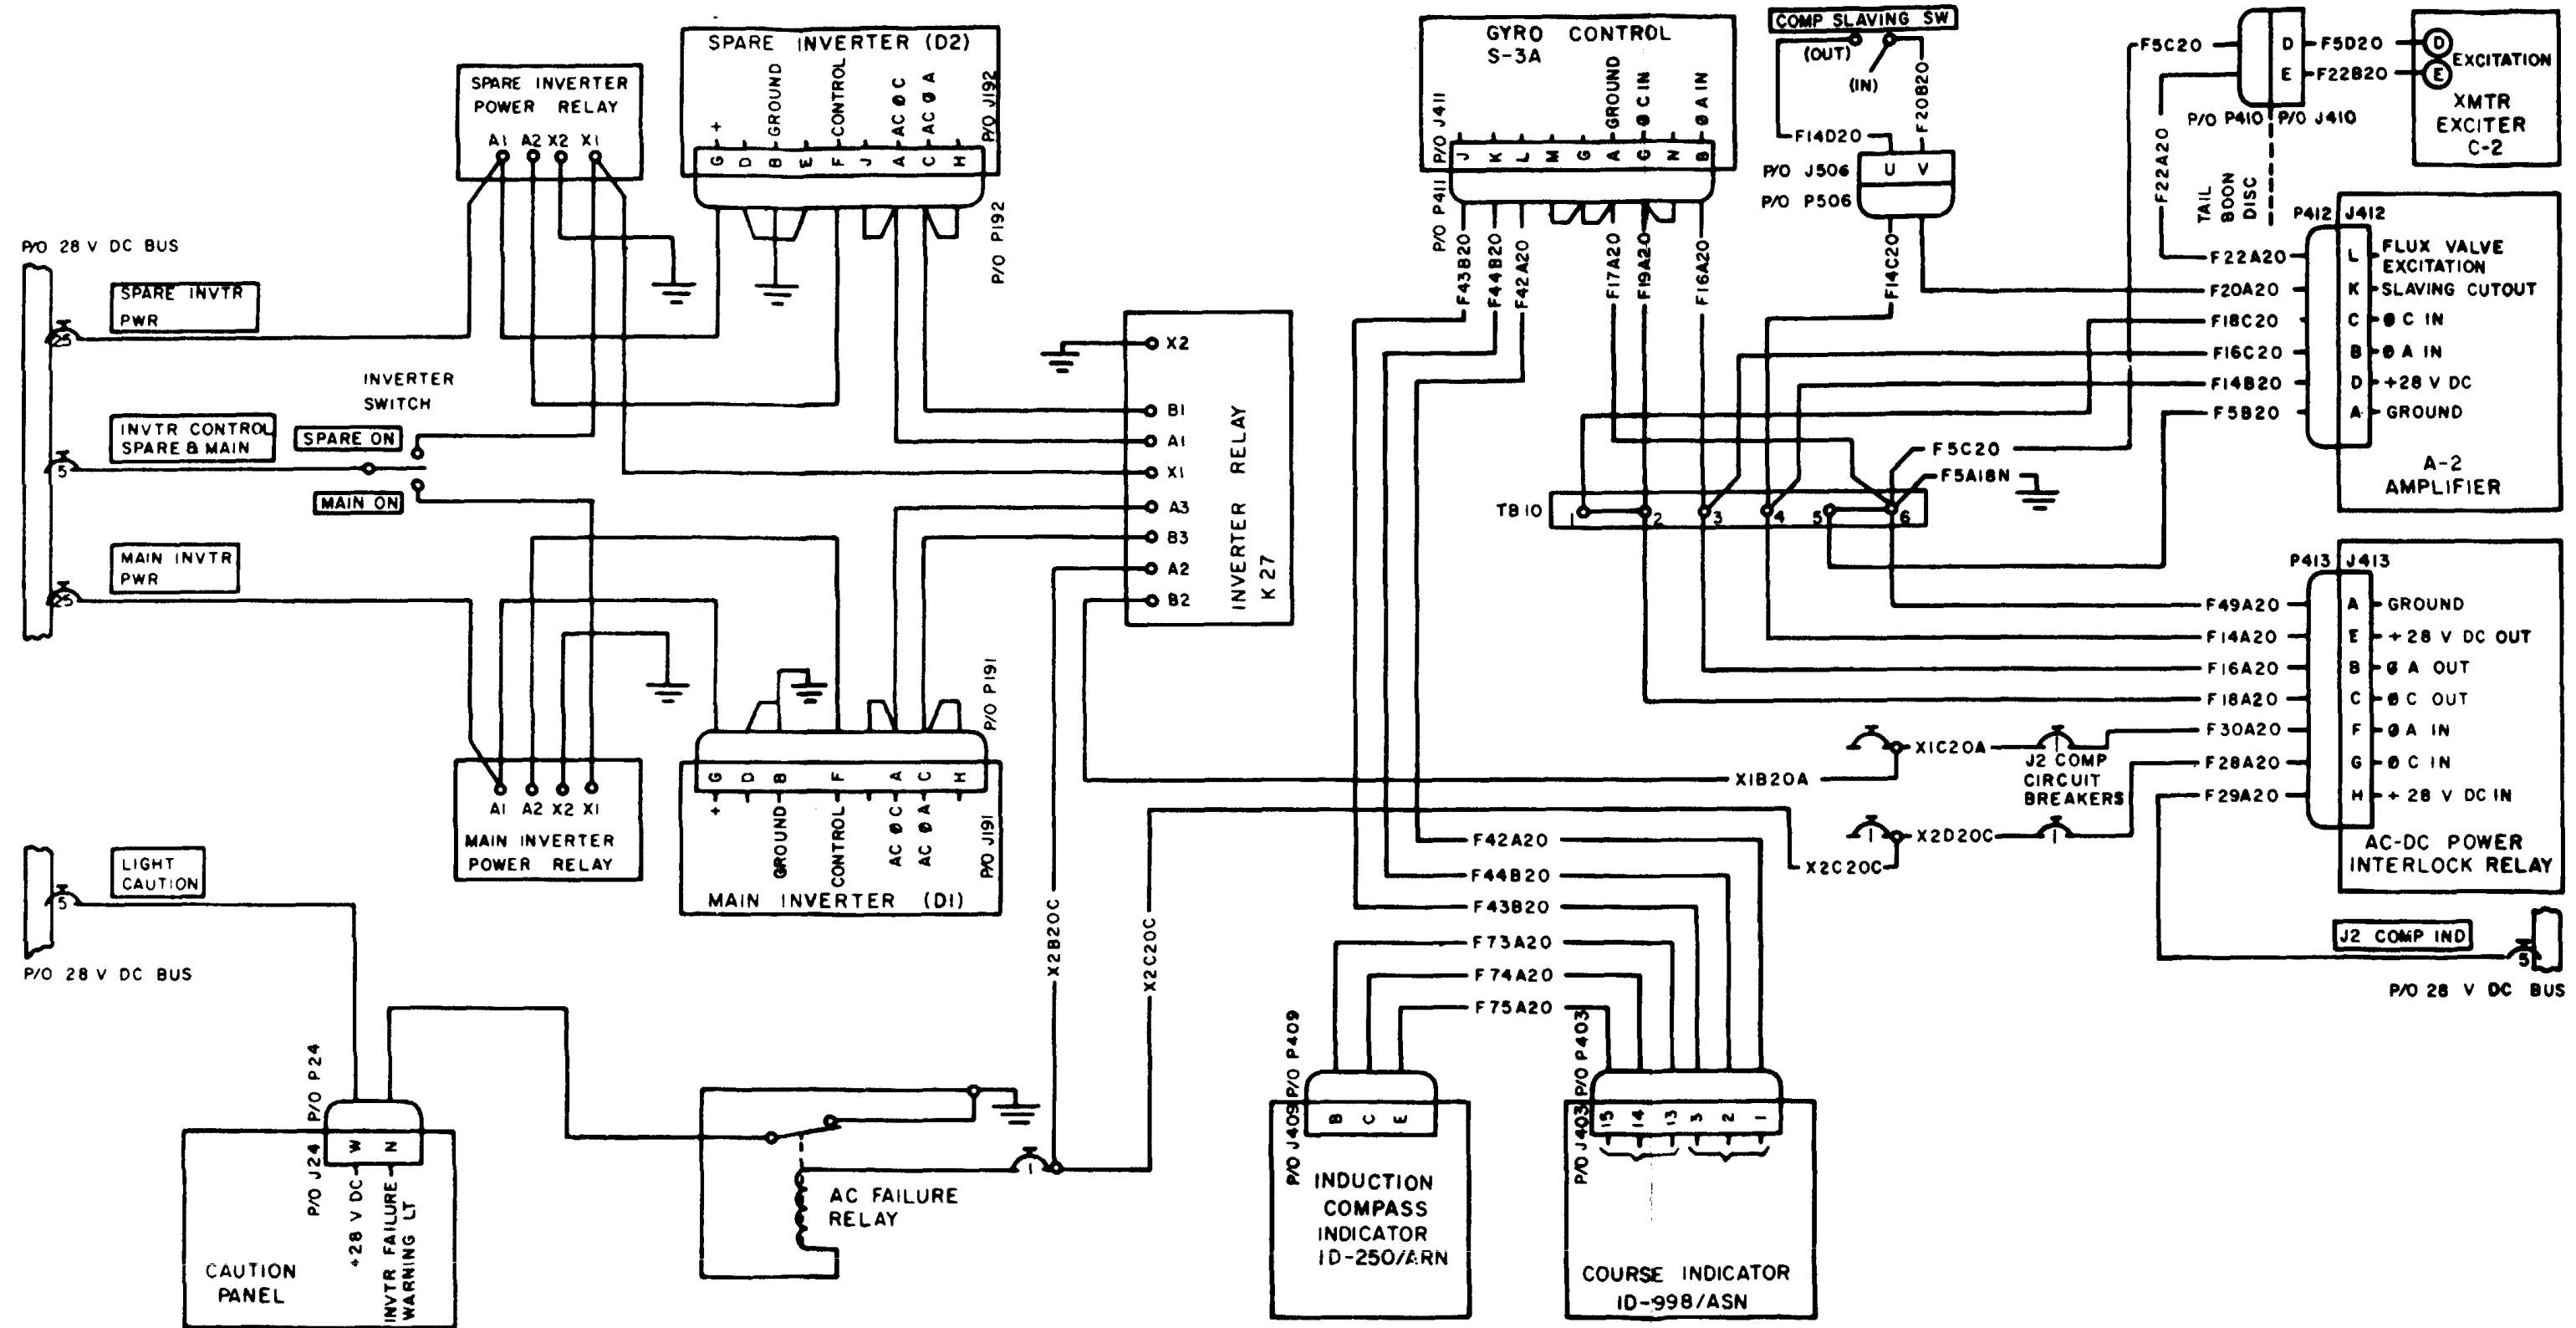 P/O 28 V DC BUS
SPARE INVTR
PWR
25
INVTR CONTROL
SPARE & MAIN
5
MAIN INVTR
PWR
25
INVERTER
SWITCH
SPARE ON
MAIN ON
SPARE INVERTER
POWER RELAY
A1 A2 X2 X1
SPARE INVERTER (D2)
+
GROUND
CONTROL
AC ØC
AC ØA
G D B E F J A C H
P/O J192
P/O P192
X2
B1
A1
X1
A3
B3
A2
B2
INVERTER RELAY
K27
A1 A2 X2 X1
MAIN INVERTER
POWER RELAY
P/O P191
G D B F A C H
+
GROUND
CONTROL
AC ØC
AC ØA
P/O J191
MAIN INVERTER (D1)
LIGHT
CAUTION
5
P/O 28 V DC BUS
P/O P24
P/O J24
W N
+28 V DC
INVTR FAILURE
WARNING LT
CAUTION
PANEL
AC FAILURE
RELAY
1
X2B20C
X2C20C
GYRO CONTROL
S-3A
P/O J411
GROUND
ØC IN
ØA IN
J K L M G A C N B
P/O P411
F43B20
F44B20
F42A20
F17A20
F19A20
F16A20
COMP SLAVING SW
(OUT)
(IN)
F14D20
F20B20
P/O J506
U V
P/O P506
F14C20
F5C20
F22A20
D
E
F5D20
F22B20
D
E
EXCITATION
XMTR
EXCITER
C-2
P/O P410
P/O J410
TAIL
BOON
DISC
P412 J412
F22A20 L FLUX VALVE
EXCITATION
F20A20 K SLAVING CUTOUT
F18C20 C ØC IN
F16C20 B ØA IN
F14B20 D +28 V DC
F5B20 A GROUND
A-2
AMPLIFIER
F5C20
F5A18N
TB10
1 2 3 4 5 6
P413 J413
F49A20 A GROUND
F14A20 E +28 V DC OUT
F16A20 B ØA OUT
F18A20 C ØC OUT
F30A20 F ØA IN
F28A20 G ØC IN
F29A20 H +28 V DC IN
AC-DC POWER
INTERLOCK RELAY
X1C20A
1
J2 COMP
CIRCUIT
BREAKERS
X1B20A
1
X2D20C
1
X2C20C
J2 COMP IND
5
P/O 28 V DC BUS
F42A20
F44B20
F43B20
F73A20
F74A20
F75A20
P/O P409
P/O J409
B C E
INDUCTION
COMPASS
INDICATOR
ID-250/ARN
P/O P403
P/O J403
15 14 13 3 2 1
COURSE INDICATOR
ID-998/ASN